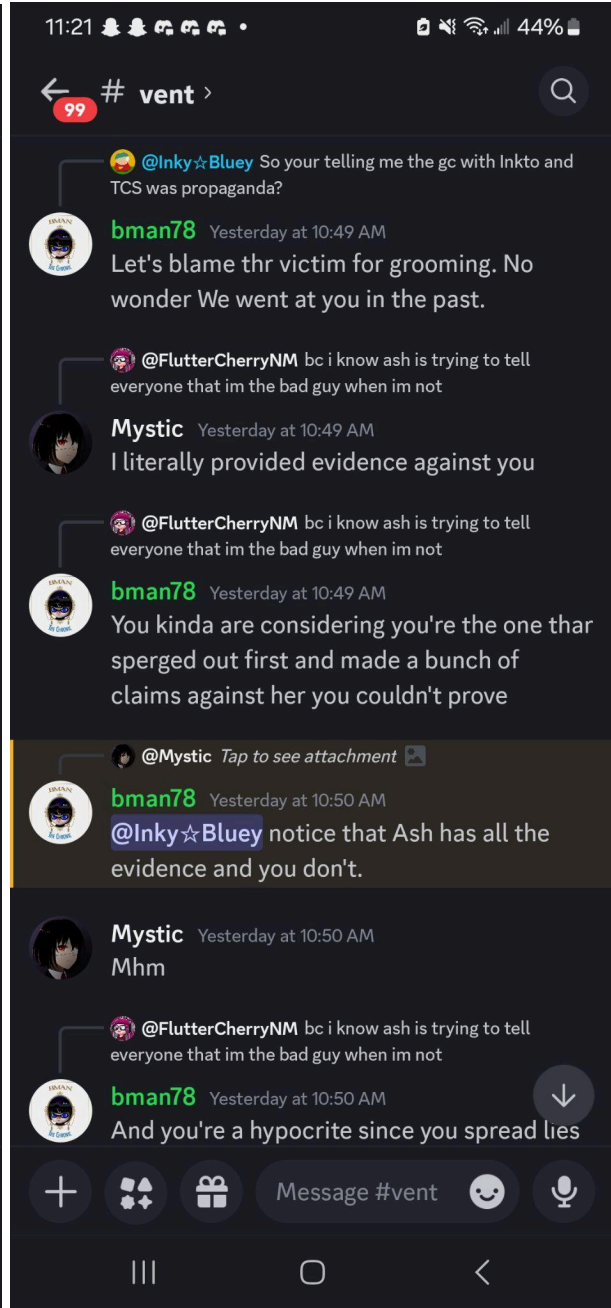 11:21
44%
99
# vent >
@Inky☆Bluey So your telling me the gc with Inkto and
TCS was propaganda?
BMAN
bman78 Yesterday at 10:49 AM
Let's blame thr victim for grooming. No
wonder We went at you in the past.
@FlutterCherryNM bc i know ash is trying to tell
everyone that im the bad guy when im not
Mystic Yesterday at 10:49 AM
I literally provided evidence against you
@FlutterCherryNM bc i know ash is trying to tell
everyone that im the bad guy when im not
BMAN
bman78 Yesterday at 10:49 AM
You kinda are considering you're the one thar
sperged out first and made a bunch of
claims against her you couldn't prove
@Mystic Tap to see attachment
BMAN
bman78 Yesterday at 10:50 AM
@Inky☆Bluey notice that Ash has all the
evidence and you don't.
Mystic Yesterday at 10:50 AM
Mhm
@FlutterCherryNM bc i know ash is trying to tell
everyone that im the bad guy when im not
BMAN
bman78 Yesterday at 10:50 AM
And you're a hypocrite since you spread lies
Message #vent